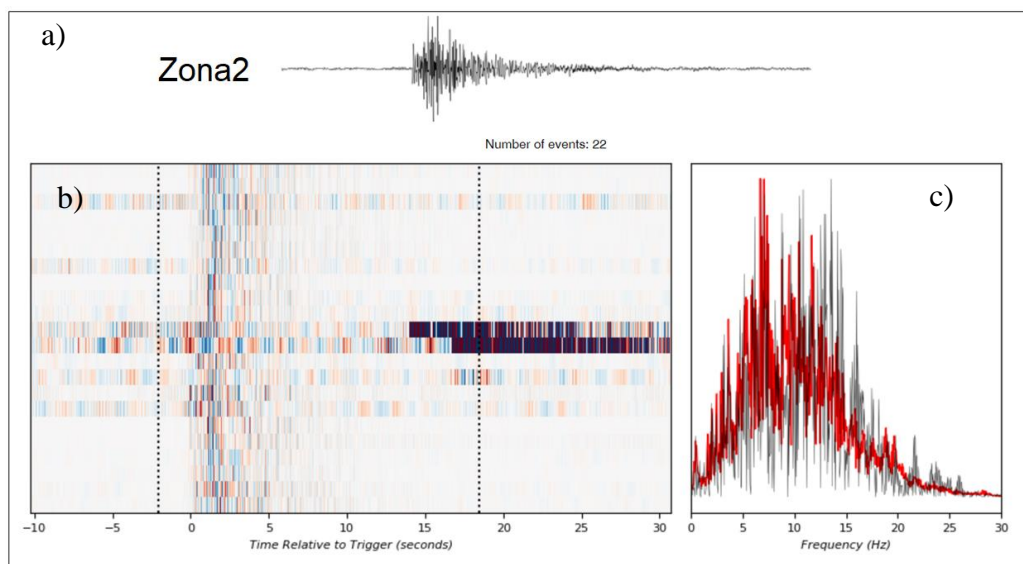 a)
Zona2
Number of events: 22
b)
c)
−10 −5 0 5 10 15 20 25 30
Time Relative to Trigger (seconds)
0 5 10 15 20 25 30
Frequency (Hz)